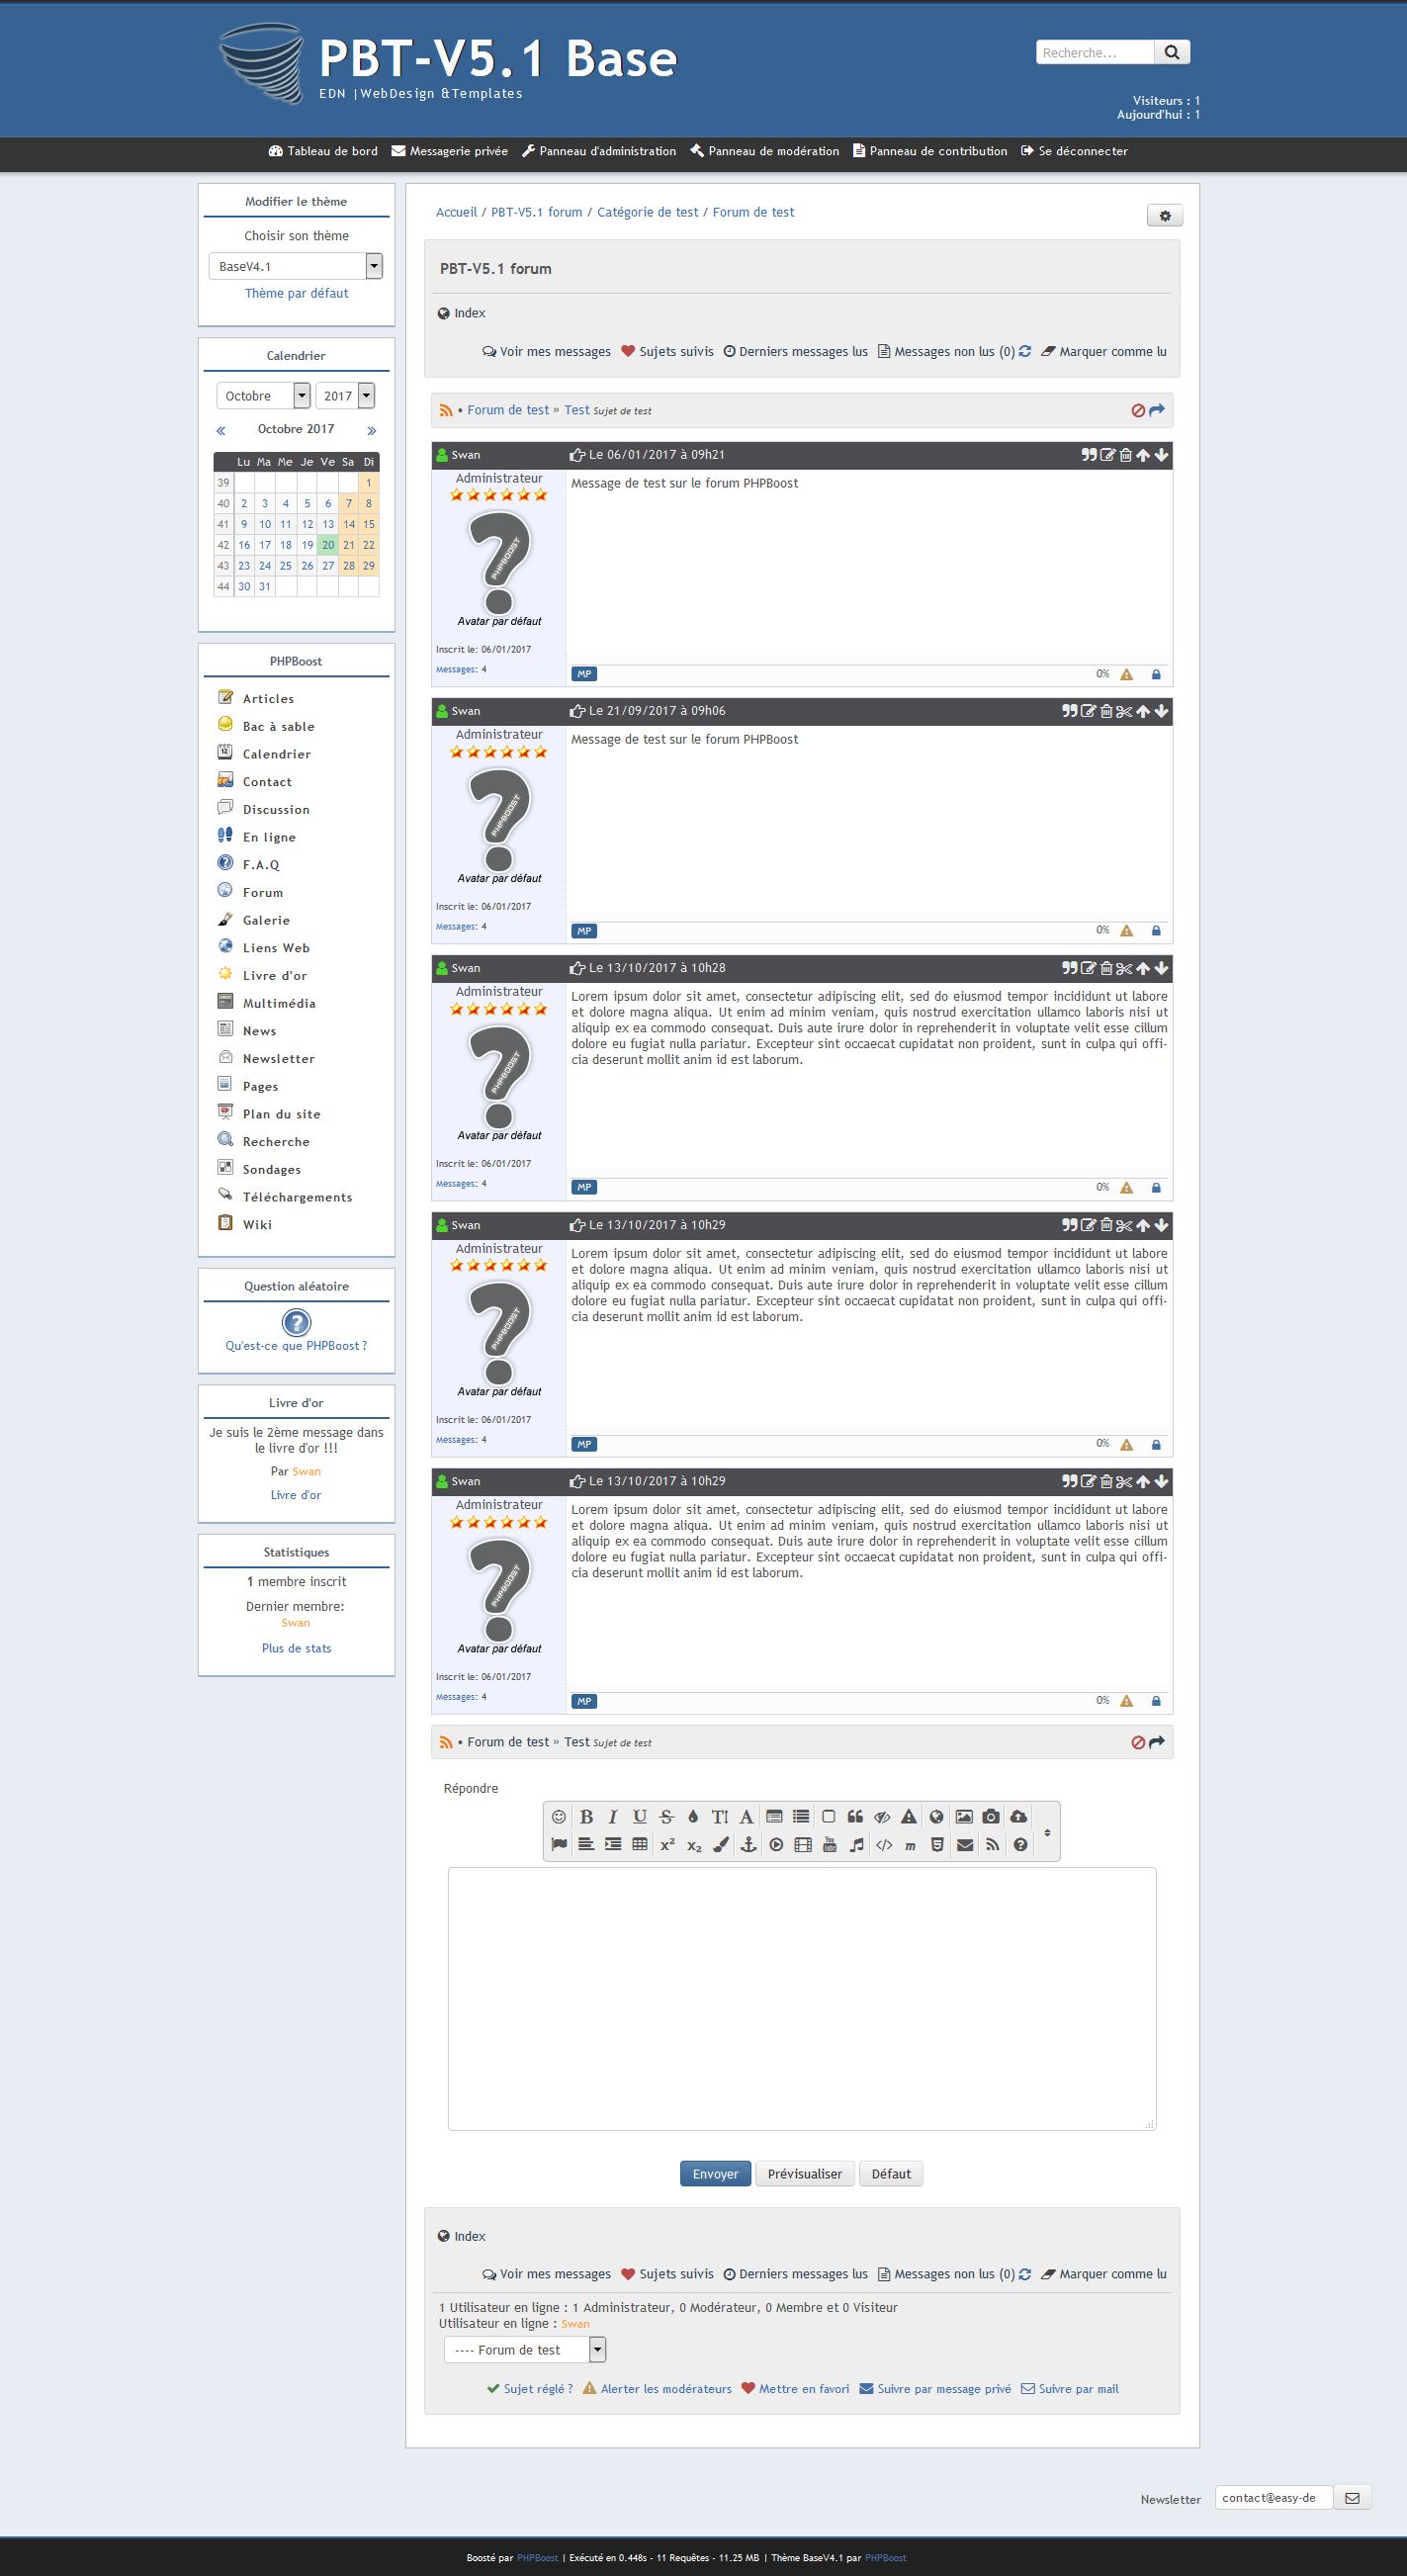 PBT-V5.1 Base
EDN |WebDesign &Templates
Recherche...
Visiteurs : 1
Aujourd'hui : 1
Tableau de bord Messagerie privée Panneau d'administration Panneau de modération Panneau de contribution Se déconnecter
Modifier le thème
Choisir son thème
BaseV4.1
Thème par défaut
Calendrier
Octobre 2017
« Octobre 2017 »
Lu Ma Me Je Ve Sa Di
39 1
40 2 3 4 5 6 7 8
41 9 10 11 12 13 14 15
42 16 17 18 19 20 21 22
43 23 24 25 26 27 28 29
44 30 31
PHPBoost
Articles
Bac à sable
Calendrier
Contact
Discussion
En ligne
F.A.Q
Forum
Galerie
Liens Web
Livre d'or
Multimédia
News
Newsletter
Pages
Plan du site
Recherche
Sondages
Téléchargements
Wiki
Question aléatoire
Qu'est-ce que PHPBoost ?
Livre d'or
Je suis le 2ème message dans
le livre d'or !!!
Par Swan
Livre d'or
Statistiques
1 membre inscrit
Dernier membre:
Swan
Plus de stats
Accueil / PBT-V5.1 forum / Catégorie de test / Forum de test
PBT-V5.1 forum
Index
Voir mes messages Sujets suivis Derniers messages lus Messages non lus (0) Marquer comme lu
• Forum de test » Test Sujet de test
Swan Le 06/01/2017 à 09h21
Administrateur
Message de test sur le forum PHPBoost
PHPBOOST
Avatar par défaut
Inscrit le: 06/01/2017
Messages: 4
MP 0%
Swan Le 21/09/2017 à 09h06
Administrateur
Message de test sur le forum PHPBoost
PHPBOOST
Avatar par défaut
Inscrit le: 06/01/2017
Messages: 4
MP 0%
Swan Le 13/10/2017 à 10h28
Administrateur
Lorem ipsum dolor sit amet, consectetur adipiscing elit, sed do eiusmod tempor incididunt ut labore
et dolore magna aliqua. Ut enim ad minim veniam, quis nostrud exercitation ullamco laboris nisi ut
aliquip ex ea commodo consequat. Duis aute irure dolor in reprehenderit in voluptate velit esse cillum
dolore eu fugiat nulla pariatur. Excepteur sint occaecat cupidatat non proident, sunt in culpa qui offi-
cia deserunt mollit anim id est laborum.
PHPBOOST
Avatar par défaut
Inscrit le: 06/01/2017
Messages: 4
MP 0%
Swan Le 13/10/2017 à 10h29
Administrateur
Lorem ipsum dolor sit amet, consectetur adipiscing elit, sed do eiusmod tempor incididunt ut labore
et dolore magna aliqua. Ut enim ad minim veniam, quis nostrud exercitation ullamco laboris nisi ut
aliquip ex ea commodo consequat. Duis aute irure dolor in reprehenderit in voluptate velit esse cillum
dolore eu fugiat nulla pariatur. Excepteur sint occaecat cupidatat non proident, sunt in culpa qui offi-
cia deserunt mollit anim id est laborum.
PHPBOOST
Avatar par défaut
Inscrit le: 06/01/2017
Messages: 4
MP 0%
Swan Le 13/10/2017 à 10h29
Administrateur
Lorem ipsum dolor sit amet, consectetur adipiscing elit, sed do eiusmod tempor incididunt ut labore
et dolore magna aliqua. Ut enim ad minim veniam, quis nostrud exercitation ullamco laboris nisi ut
aliquip ex ea commodo consequat. Duis aute irure dolor in reprehenderit in voluptate velit esse cillum
dolore eu fugiat nulla pariatur. Excepteur sint occaecat cupidatat non proident, sunt in culpa qui offi-
cia deserunt mollit anim id est laborum.
PHPBOOST
Avatar par défaut
Inscrit le: 06/01/2017
Messages: 4
MP 0%
• Forum de test » Test Sujet de test
Répondre
Envoyer Prévisualiser Défaut
Index
Voir mes messages Sujets suivis Derniers messages lus Messages non lus (0) Marquer comme lu
1 Utilisateur en ligne : 1 Administrateur, 0 Modérateur, 0 Membre et 0 Visiteur
Utilisateur en ligne : Swan
---- Forum de test
Sujet réglé ? Alerter les modérateurs Mettre en favori Suivre par message privé Suivre par mail
Newsletter contact@easy-de
Boosté par PHPBoost | Exécuté en 0.448s - 11 Requêtes - 11.25 MB | Thème BaseV4.1 par PHPBoost